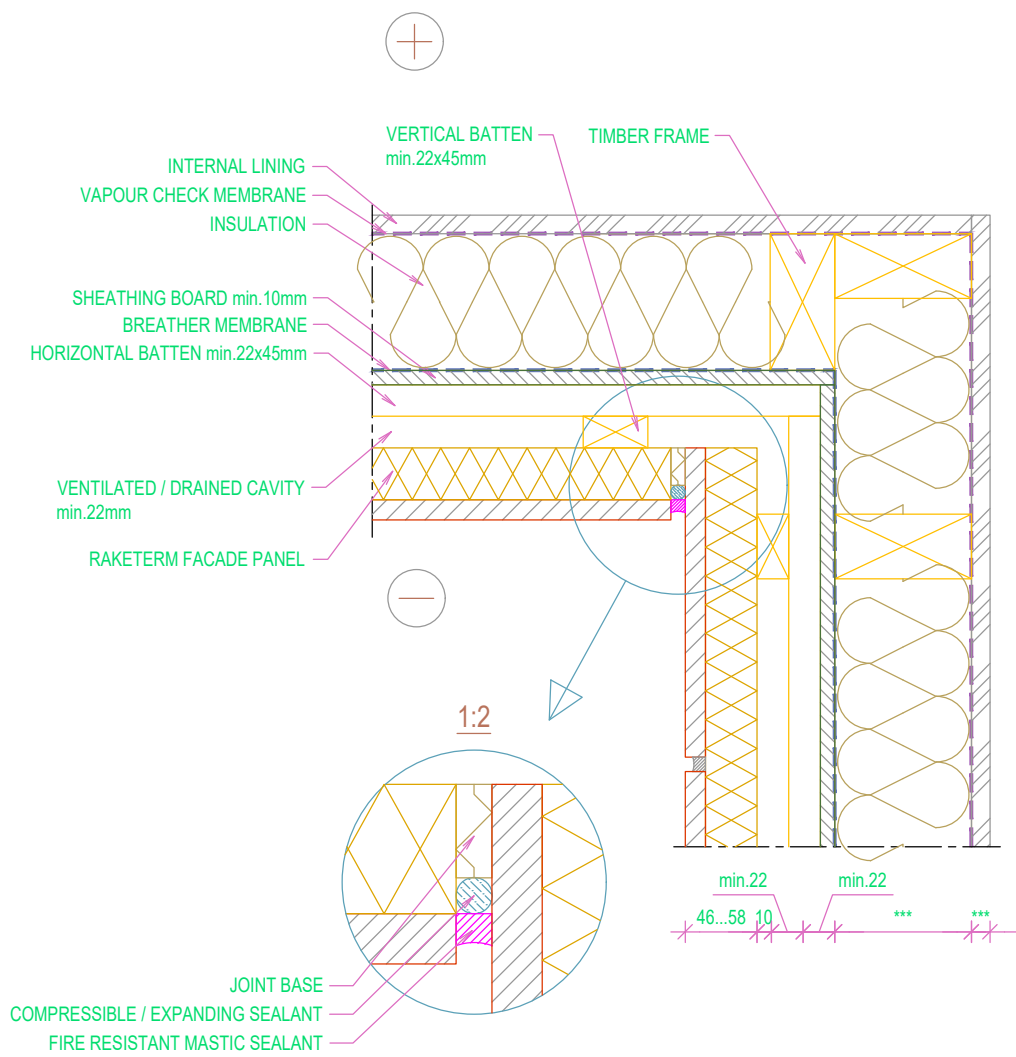 VERTICAL BATTEN
min.22x45mm
TIMBER FRAME
INTERNAL LINING
VAPOUR CHECK MEMBRANE
INSULATION
SHEATHING BOARD min.10mm
BREATHER MEMBRANE
HORIZONTAL BATTEN min.22x45mm
VENTILATED / DRAINED CAVITY
min.22mm
RAKETERM FACADE PANEL
1:2
min.22
min.22
46...58
10
***
***
JOINT BASE
COMPRESSIBLE / EXPANDING SEALANT
FIRE RESISTANT MASTIC SEALANT